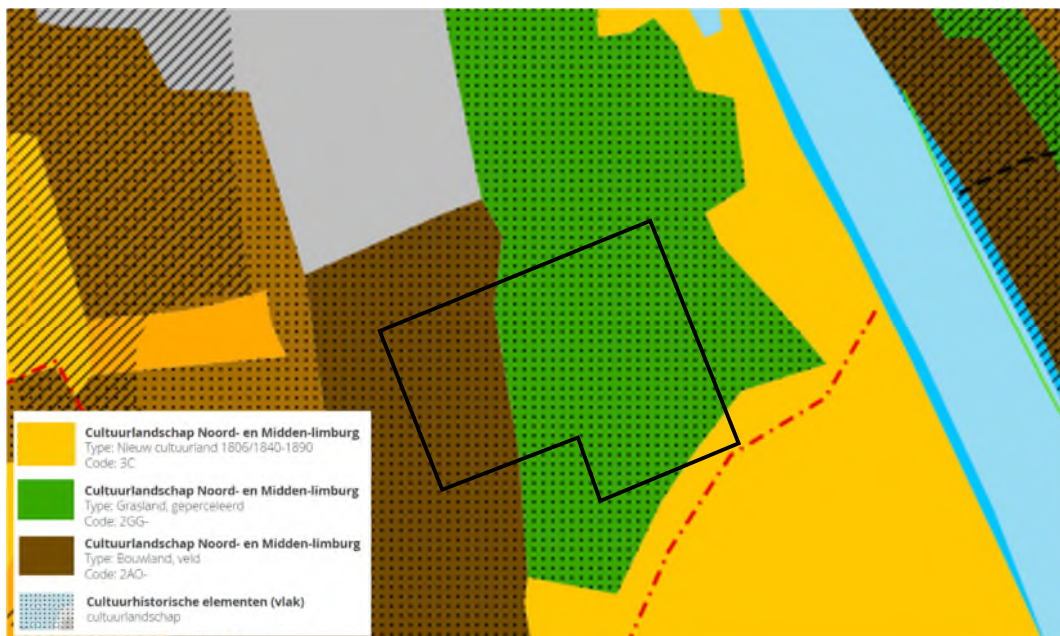 Cultuurlandschap Noord- en Midden-limburg
Type: Nieuw cultuurland 1806/1840-1890
Code: 3C
Cultuurlandschap Noord- en Midden-limburg
Type: Grasland, geperceleerd
Code: 2GG-
Cultuurlandschap Noord- en Midden-limburg
Type: Bouwland, veld
Code: 2AO-
Cultuurhistorische elementen (vlak)
cultuurlandschap